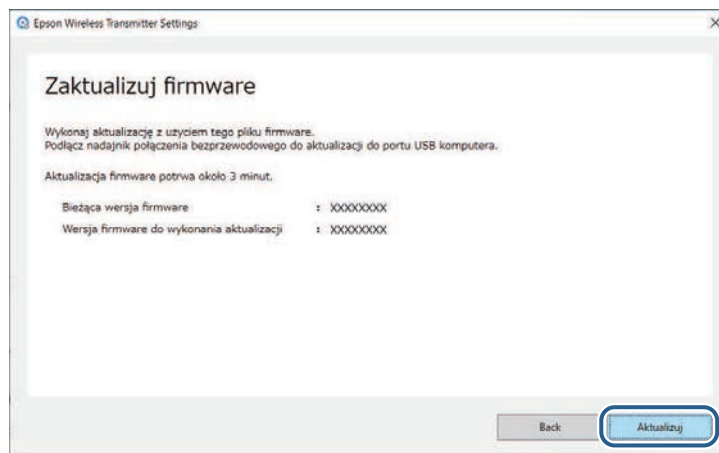 Epson Wireless Transmitter Settings
Zaktualizuj firmware
Wykonaj aktualizację z użyciem tego pliku firmware.
Podłącz nadajnik połączenia bezprzewodowego do aktualizacji do portu USB komputera.
Aktualizacja firmware potrwa około 3 minut.
Bieżąca wersja firmware : XXXXXXXX
Wersja firmware do wykonania aktualizacji : XXXXXXXX
Back Aktualizuj